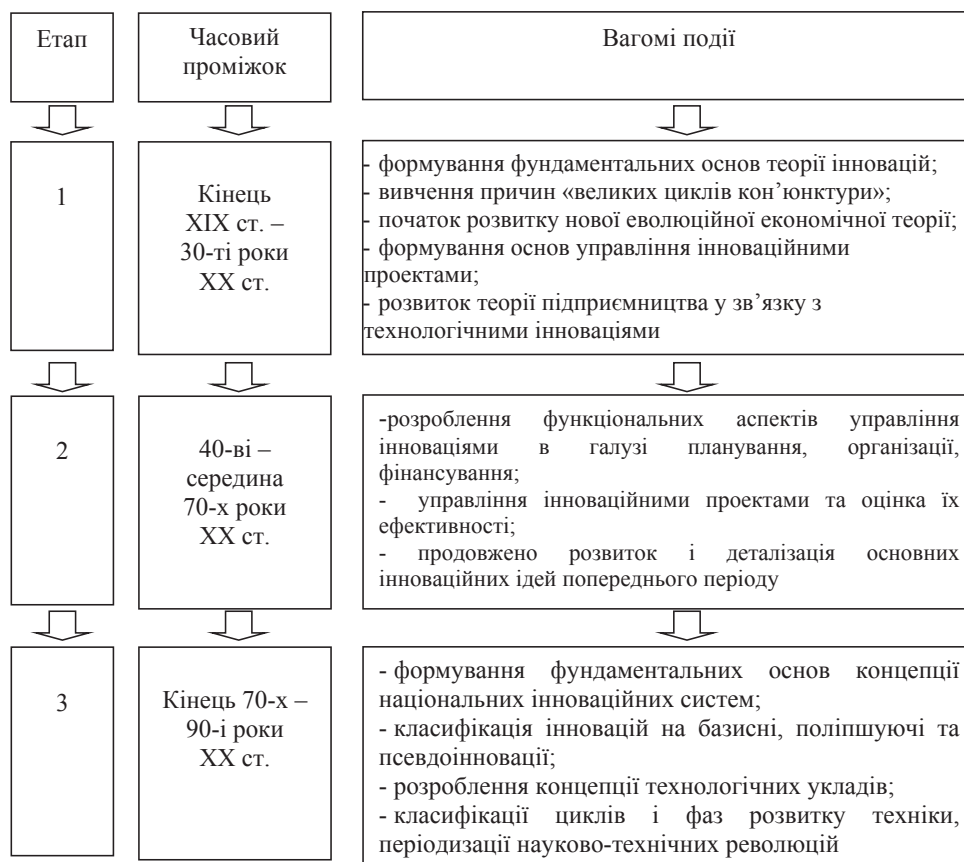 Етап
Часовий
проміжок
Вагомі події
1
Кінець
ХІХ ст. –
30-ті роки
ХХ ст.
- формування фундаментальних основ теорії інновацій;
- вивчення причин «великих циклів кон’юнктури»;
- початок розвитку нової еволюційної економічної теорії;
- формування основ управління інноваційними
проектами;
- розвиток теорії підприємництва у зв’язку з
технологічними інноваціями
2
40-ві –
середина
70-х роки
ХХ ст.
-розроблення функціональних аспектів управління
інноваціями в галузі планування, організації,
фінансування;
- управління інноваційними проектами та оцінка їх
ефективності;
- продовжено розвиток і деталізація основних
інноваційних ідей попереднього періоду
3
Кінець 70-х –
90-і роки
ХХ ст.
- формування фундаментальних основ концепції
національних інноваційних систем;
- класифікація інновацій на базисні, поліпшуючі та
псевдоінновації;
- розроблення концепції технологічних укладів;
- класифікації циклів і фаз розвитку техніки,
періодизації науково-технічних революцій